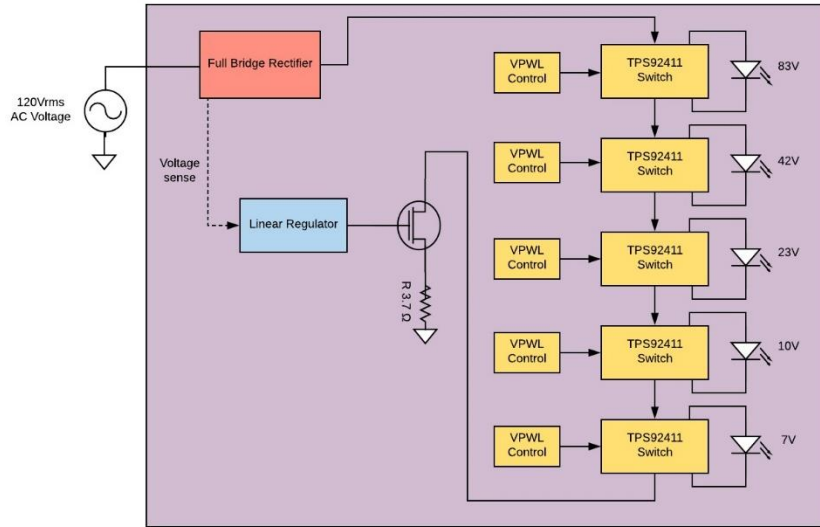 Full Bridge Rectifier
120Vrms
AC Voltage
Voltage
sense
Linear Regulator
R 3.7 Ω
VPWL
Control
TPS92411
Switch
83V
VPWL
Control
TPS92411
Switch
42V
VPWL
Control
TPS92411
Switch
23V
VPWL
Control
TPS92411
Switch
10V
VPWL
Control
TPS92411
Switch
7V